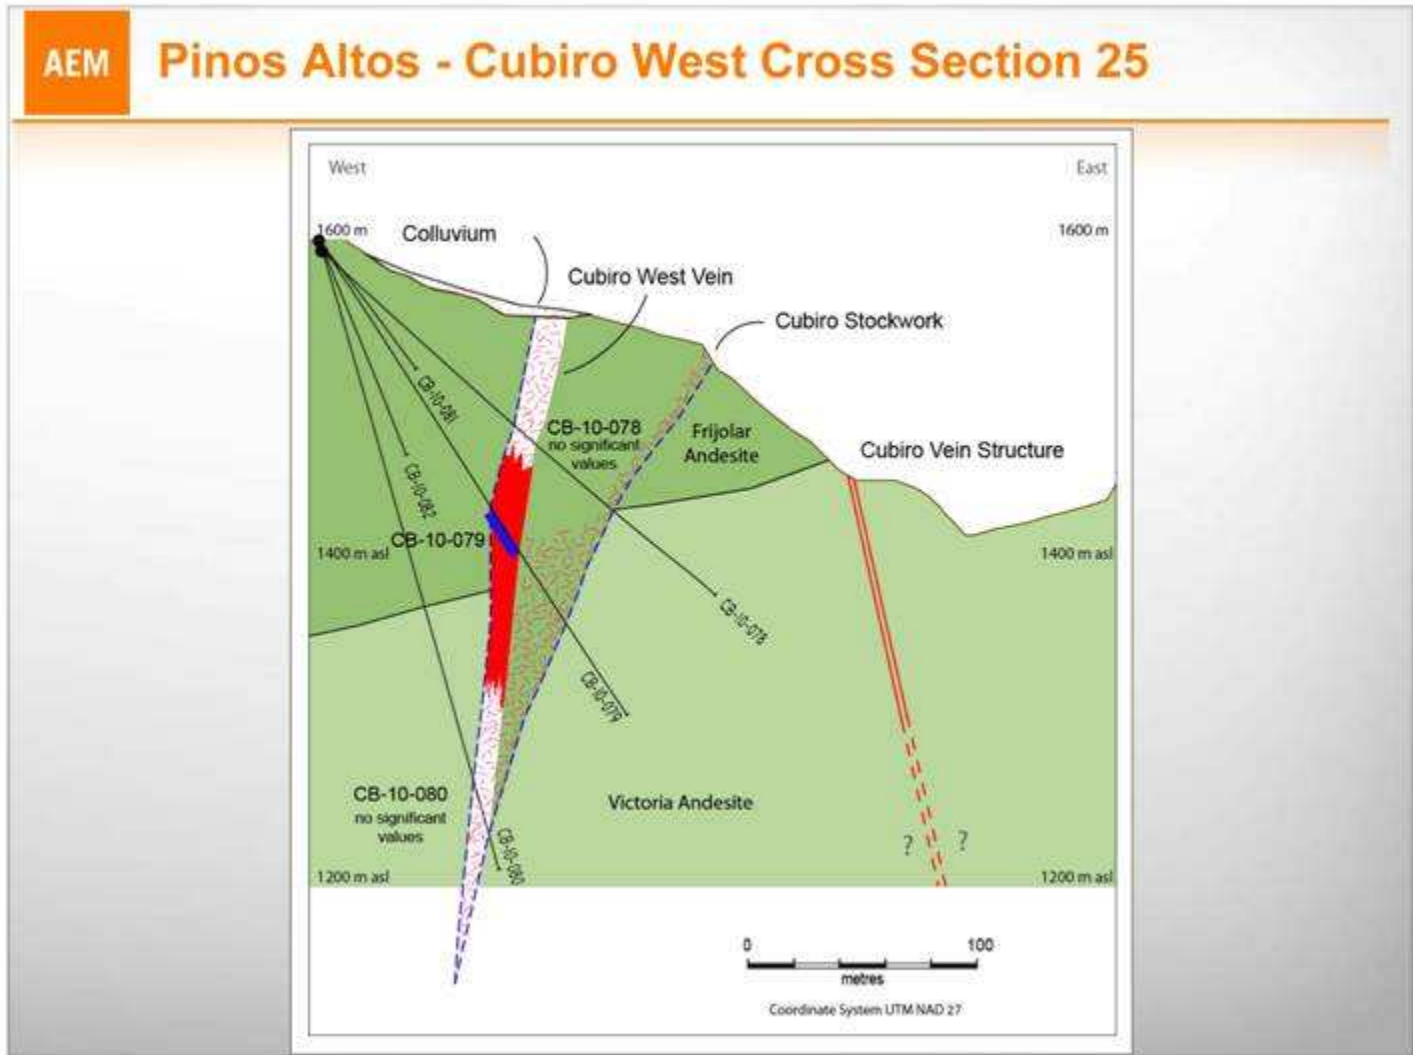 AEM
Pinos Altos - Cubiro West Cross Section 25
West
East
1600 m
1600 m
Colluvium
Cubiro West Vein
Cubiro Stockwork
CB-10-081
CB-10-078
no significant
values
Frijolar
Andesite
Cubiro Vein Structure
CB-10-082
CB-10-079
1400 m asl
1400 m asl
CB-10-078
CB-10-079
CB-10-080
no significant
values
Victoria Andesite
? ?
CB-10-080
1200 m asl
1200 m asl
0 100
metres
Coordinate System UTM NAD 27